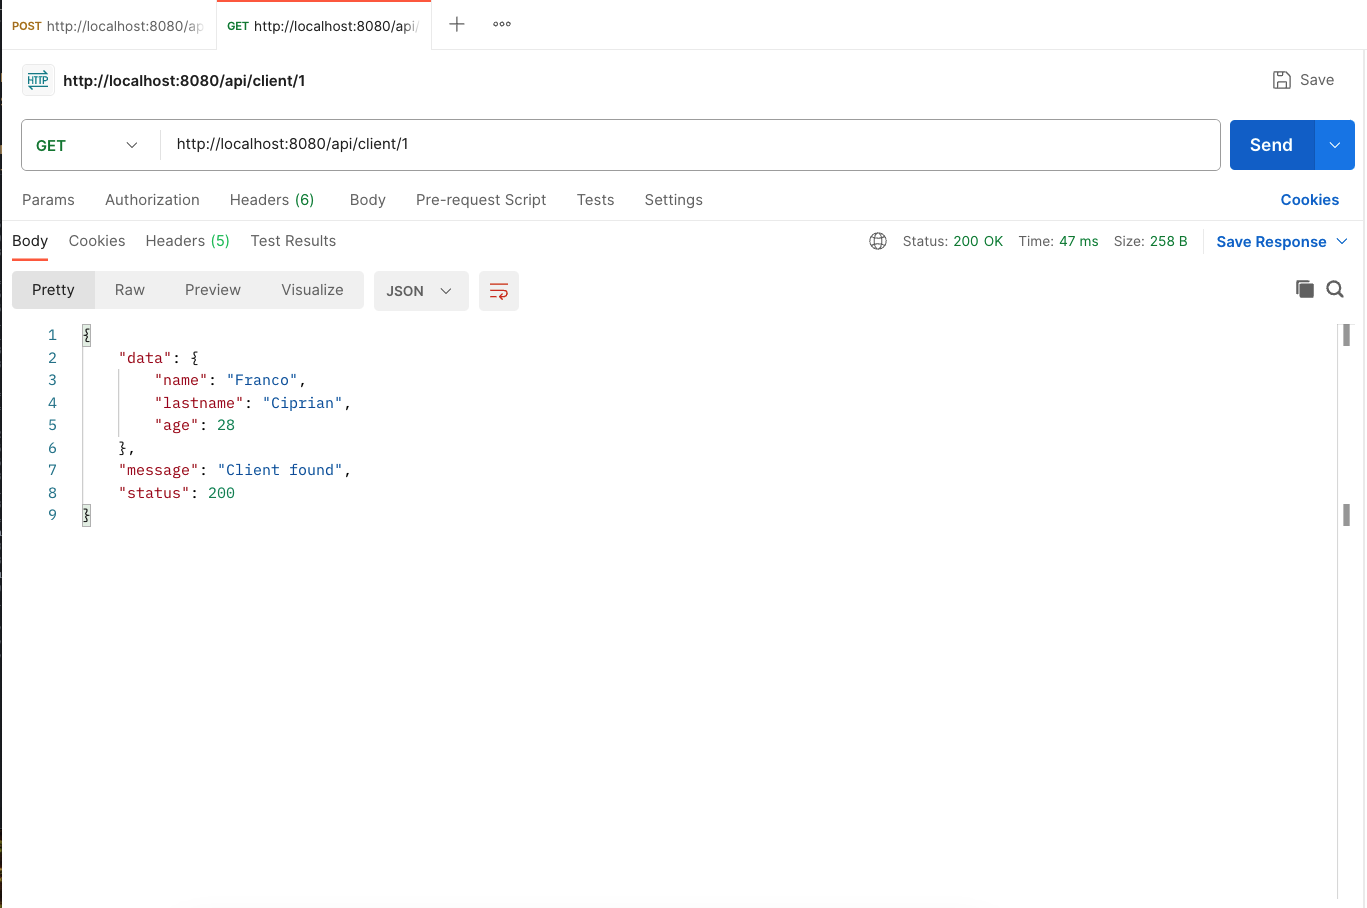 POST http://localhost:8080/ap GET http://localhost:8080/api/
HTTP http://localhost:8080/api/client/1 Save
GET http://localhost:8080/api/client/1 Send
Params Authorization Headers (6) Body Pre-request Script Tests Settings Cookies
Body Cookies Headers (5) Test Results Status: 200 OK Time: 47 ms Size: 258 B Save Response
Pretty Raw Preview Visualize JSON
1 {
2 "data": {
3 "name": "Franco",
4 "lastname": "Ciprian",
5 "age": 28
6 },
7 "message": "Client found",
8 "status": 200
9 }